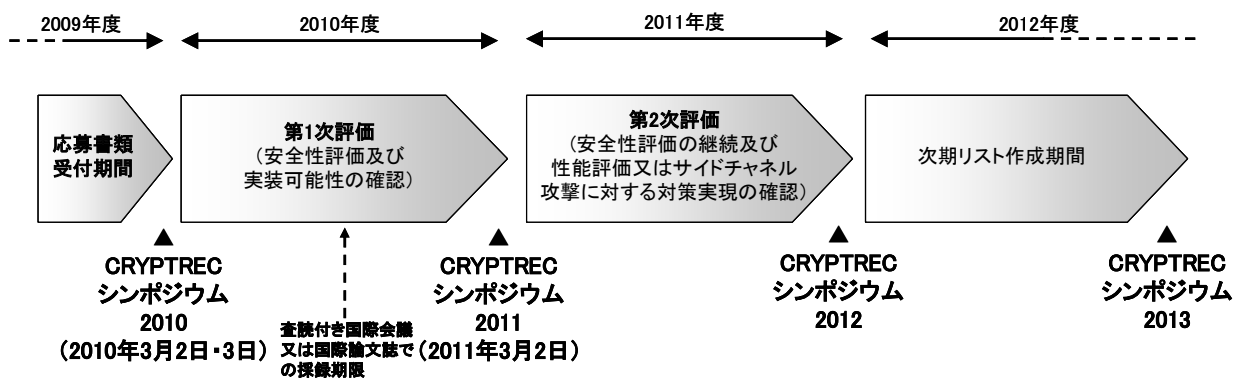 2009年度
2010年度
2011年度
2012年度
応募書類
受付期間
第1次評価
（安全性評価及び
実装可能性の確認）
第2次評価
（安全性評価の継続及び
性能評価又はサイドチャネル
攻撃に対する対策実現の確認）
次期リスト作成期間
CRYPTREC
シンポジウム
2010
（2010年3月2日・3日）
査読付き国際会議
又は国際論文誌で
の採録期限
CRYPTREC
シンポジウム
2011
（2011年3月2日）
CRYPTREC
シンポジウム
2012
CRYPTREC
シンポジウム
2013